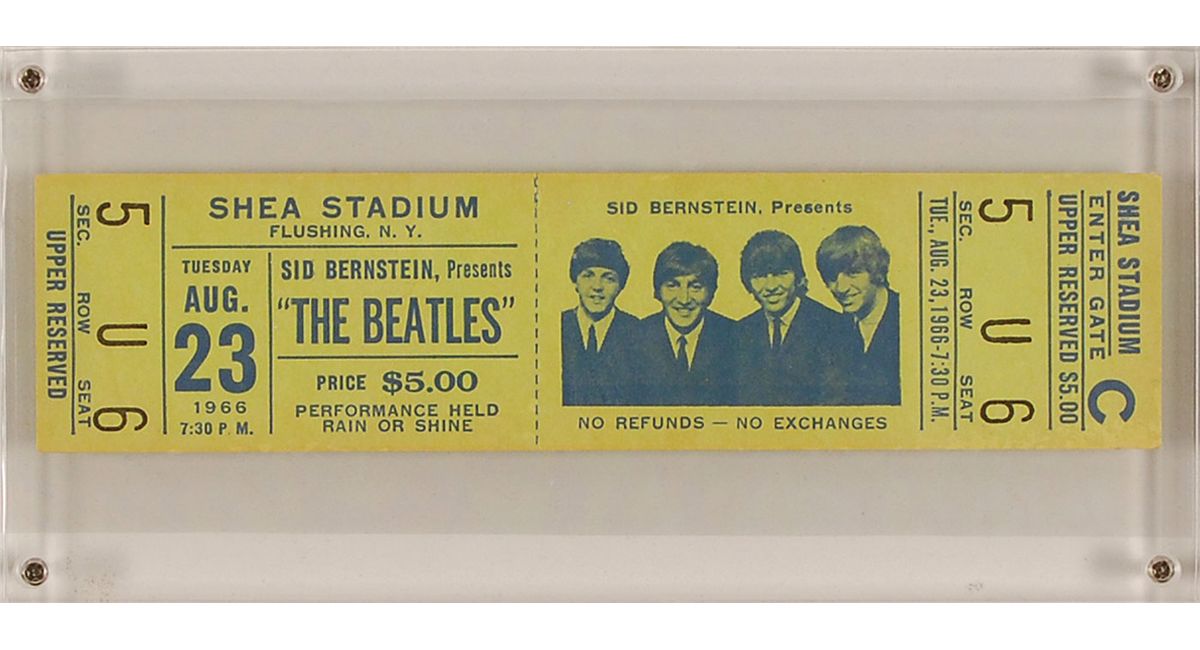 5 U 6
SEC. ROW SEAT
UPPER RESERVED
SHEA STADIUM
FLUSHING, N. Y.
TUESDAY
AUG.
23
1966
7:30 P. M.
SID BERNSTEIN, Presents
"THE BEATLES"
PRICE $5.00
PERFORMANCE HELD
RAIN OR SHINE
SID BERNSTEIN, Presents
NO REFUNDS — NO EXCHANGES
SHEA STADIUM
ENTER GATE C
UPPER RESERVED $5.00
5 U 6
SEC. ROW SEAT
TUE., AUG. 23, 1966-7:30 P.M.